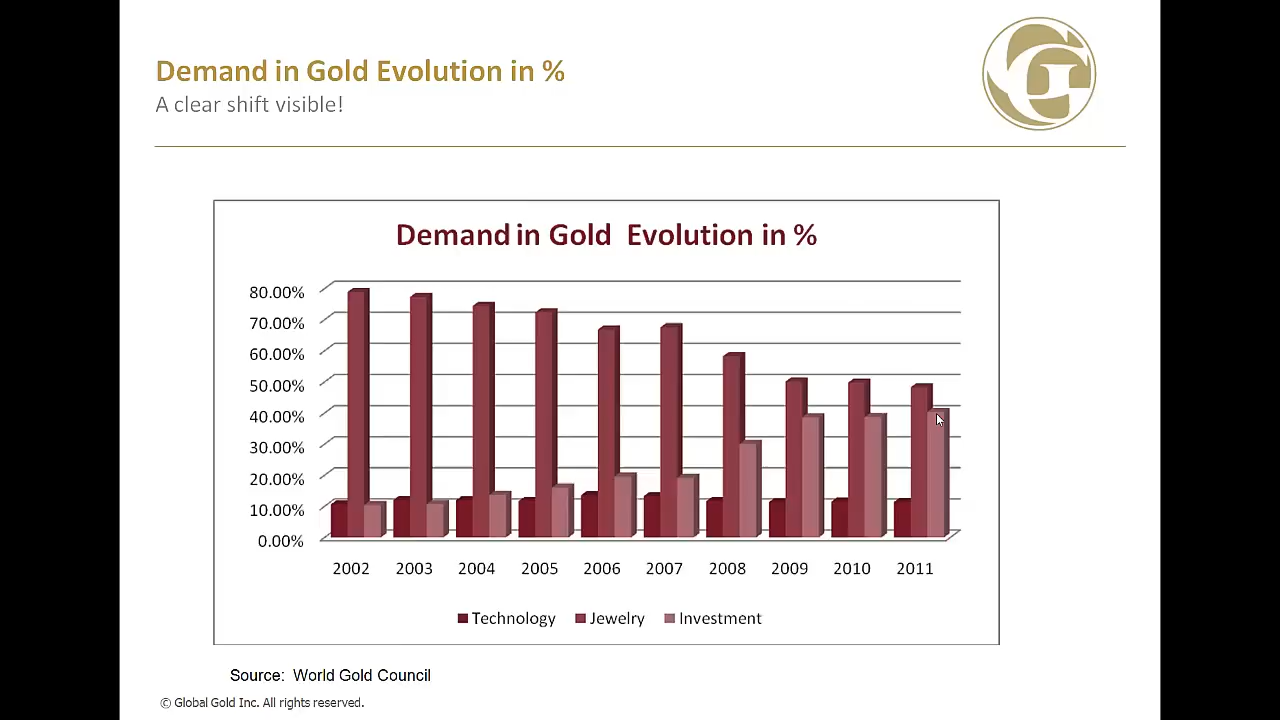 Demand in Gold Evolution in %
A clear shift visible!
Demand in Gold Evolution in %
80.00%
70.00%
60.00%
50.00%
40.00%
30.00%
20.00%
10.00%
0.00%
2002 2003 2004 2005 2006 2007 2008 2009 2010 2011
Technology Jewelry Investment
Source: World Gold Council
© Global Gold Inc. All rights reserved.